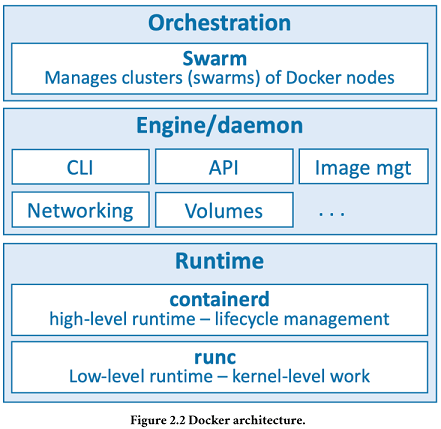 Orchestration
Swarm
Manages clusters (swarms) of Docker nodes
Engine/daemon
CLI API Image mgt
Networking Volumes ...
Runtime
containerd
high-level runtime – lifecycle management
runc
Low-level runtime – kernel-level work
Figure 2.2 Docker architecture.